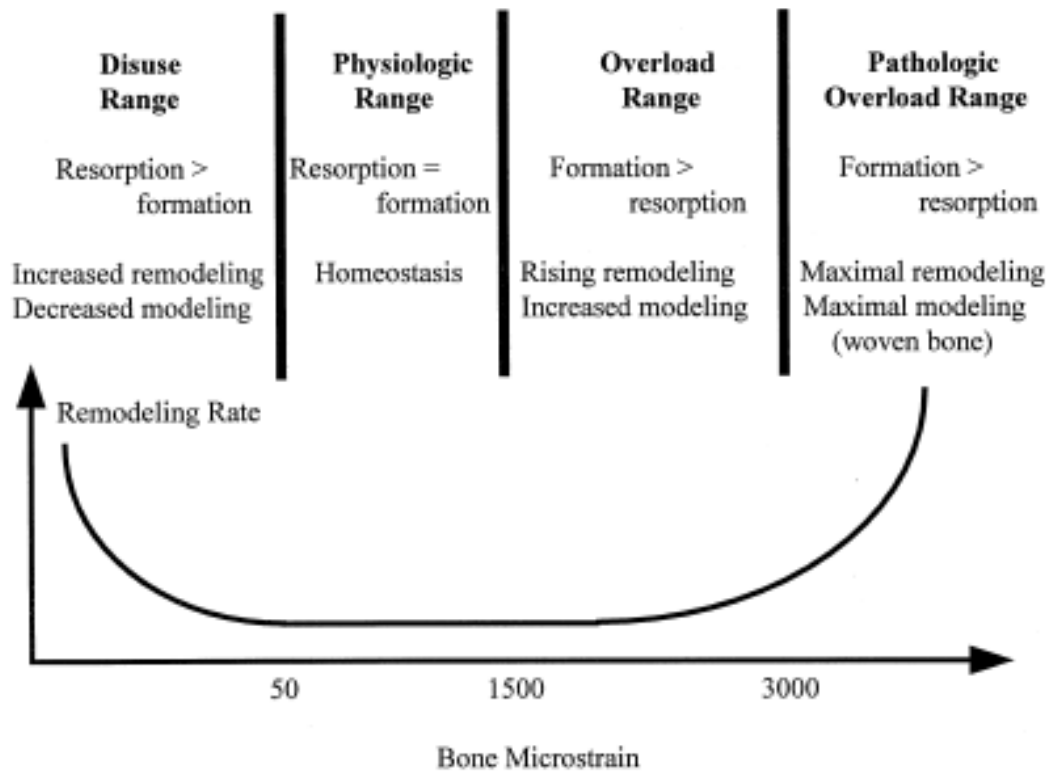 Disuse
Range
Resorption >
formation
Increased remodeling
Decreased modeling
Physiologic
Range
Resorption =
formation
Homeostasis
Overload
Range
Formation >
resorption
Rising remodeling
Increased modeling
Pathologic
Overload Range
Formation >
resorption
Maximal remodeling
Maximal modeling
(woven bone)
Remodeling Rate
50
1500
3000
Bone Microstrain